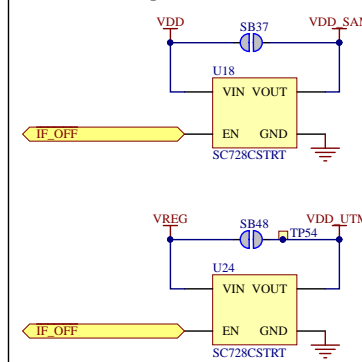 VDD
SB37
VDD_SAM
U18
VIN VOUT
IF_OFF
EN GND
SC728CSTRT
VREG
SB48
TP54
VDD_UTM
U24
VIN VOUT
IF_OFF
EN GND
SC728CSTRT